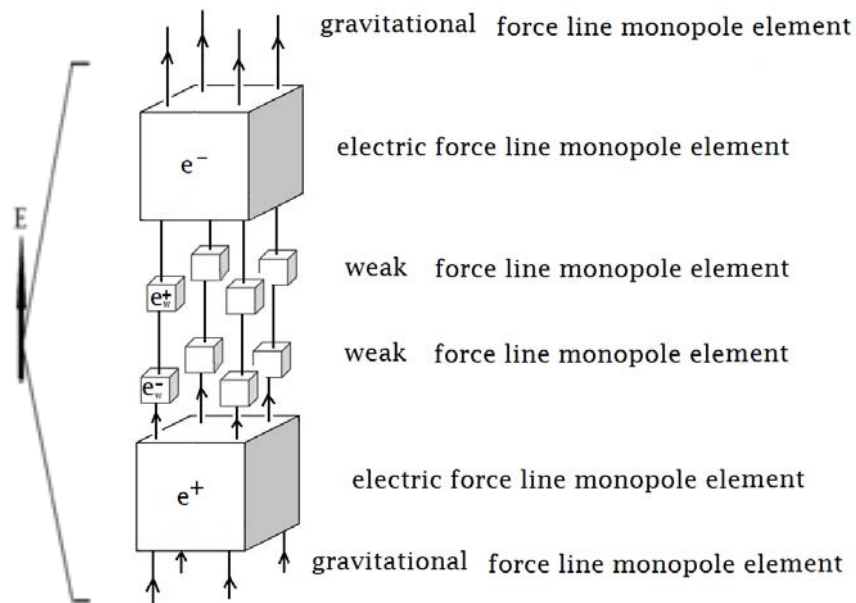 gravitational force line monopole element
e⁻
electric force line monopole element
E
weak force line monopole element
e⁺w
weak force line monopole element
e⁻w
e⁺
electric force line monopole element
gravitational force line monopole element